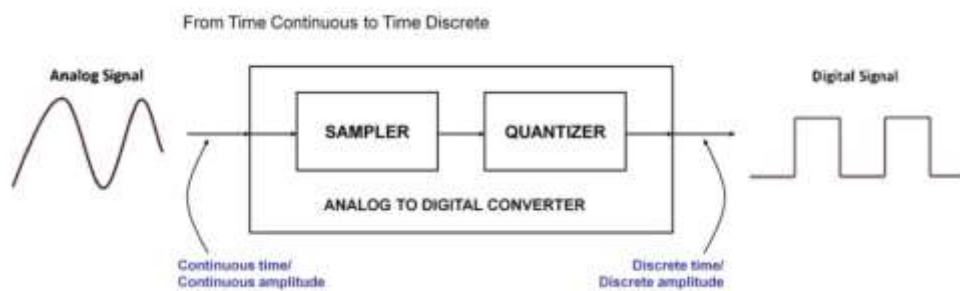 From Time Continuous to Time Discrete
Analog Signal
Digital Signal
SAMPLER
QUANTIZER
ANALOG TO DIGITAL CONVERTER
Continuous time/
Continuous amplitude
Discrete time/
Discrete amplitude